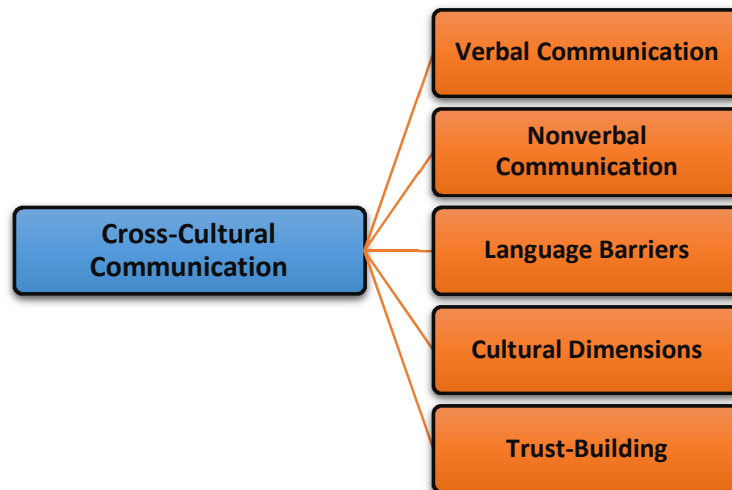 Verbal Communication
Nonverbal
Communication
Cross-Cultural
Communication
Language Barriers
Cultural Dimensions
Trust-Building